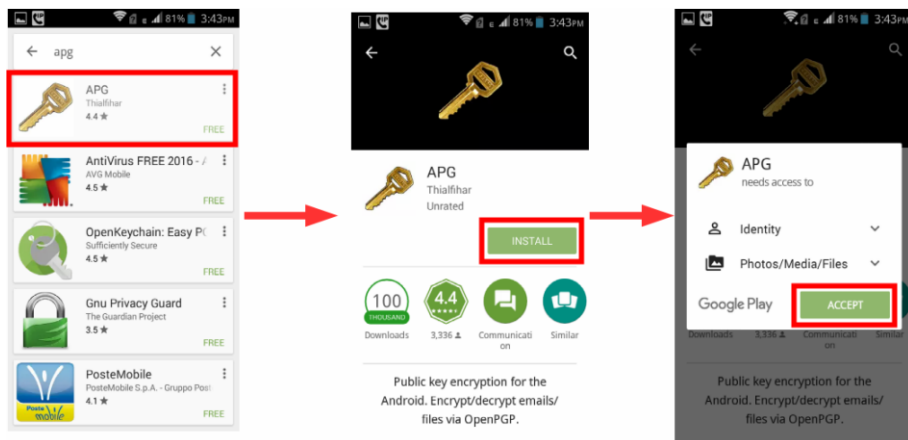 81% 3:43PM
apg
APG
Thialfihar
4.4
FREE
AntiVirus FREE 2016 - A
AVG Mobile
4.5
FREE
OpenKeychain: Easy PG
Sufficiently Secure
4.5
FREE
Gnu Privacy Guard
The Guardian Project
3.5
FREE
Poste mobile
PosteMobile
PosteMobile S.p.A. - Gruppo Post
4.1
FREE
81% 3:43PM
APG
Thialfihar
Unrated
INSTALL
100
THOUSAND
4.4
Downloads
3,336
Communicati
on
Similar
Public key encryption for the
Android. Encrypt/decrypt emails/
files via OpenPGP.
81% 3:43PM
APG
needs access to
Identity
Photos/Media/Files
Google Play
ACCEPT
Downloads
3,336
Communicati
on
Similar
Public key encryption for the
Android. Encrypt/decrypt emails/
files via OpenPGP.